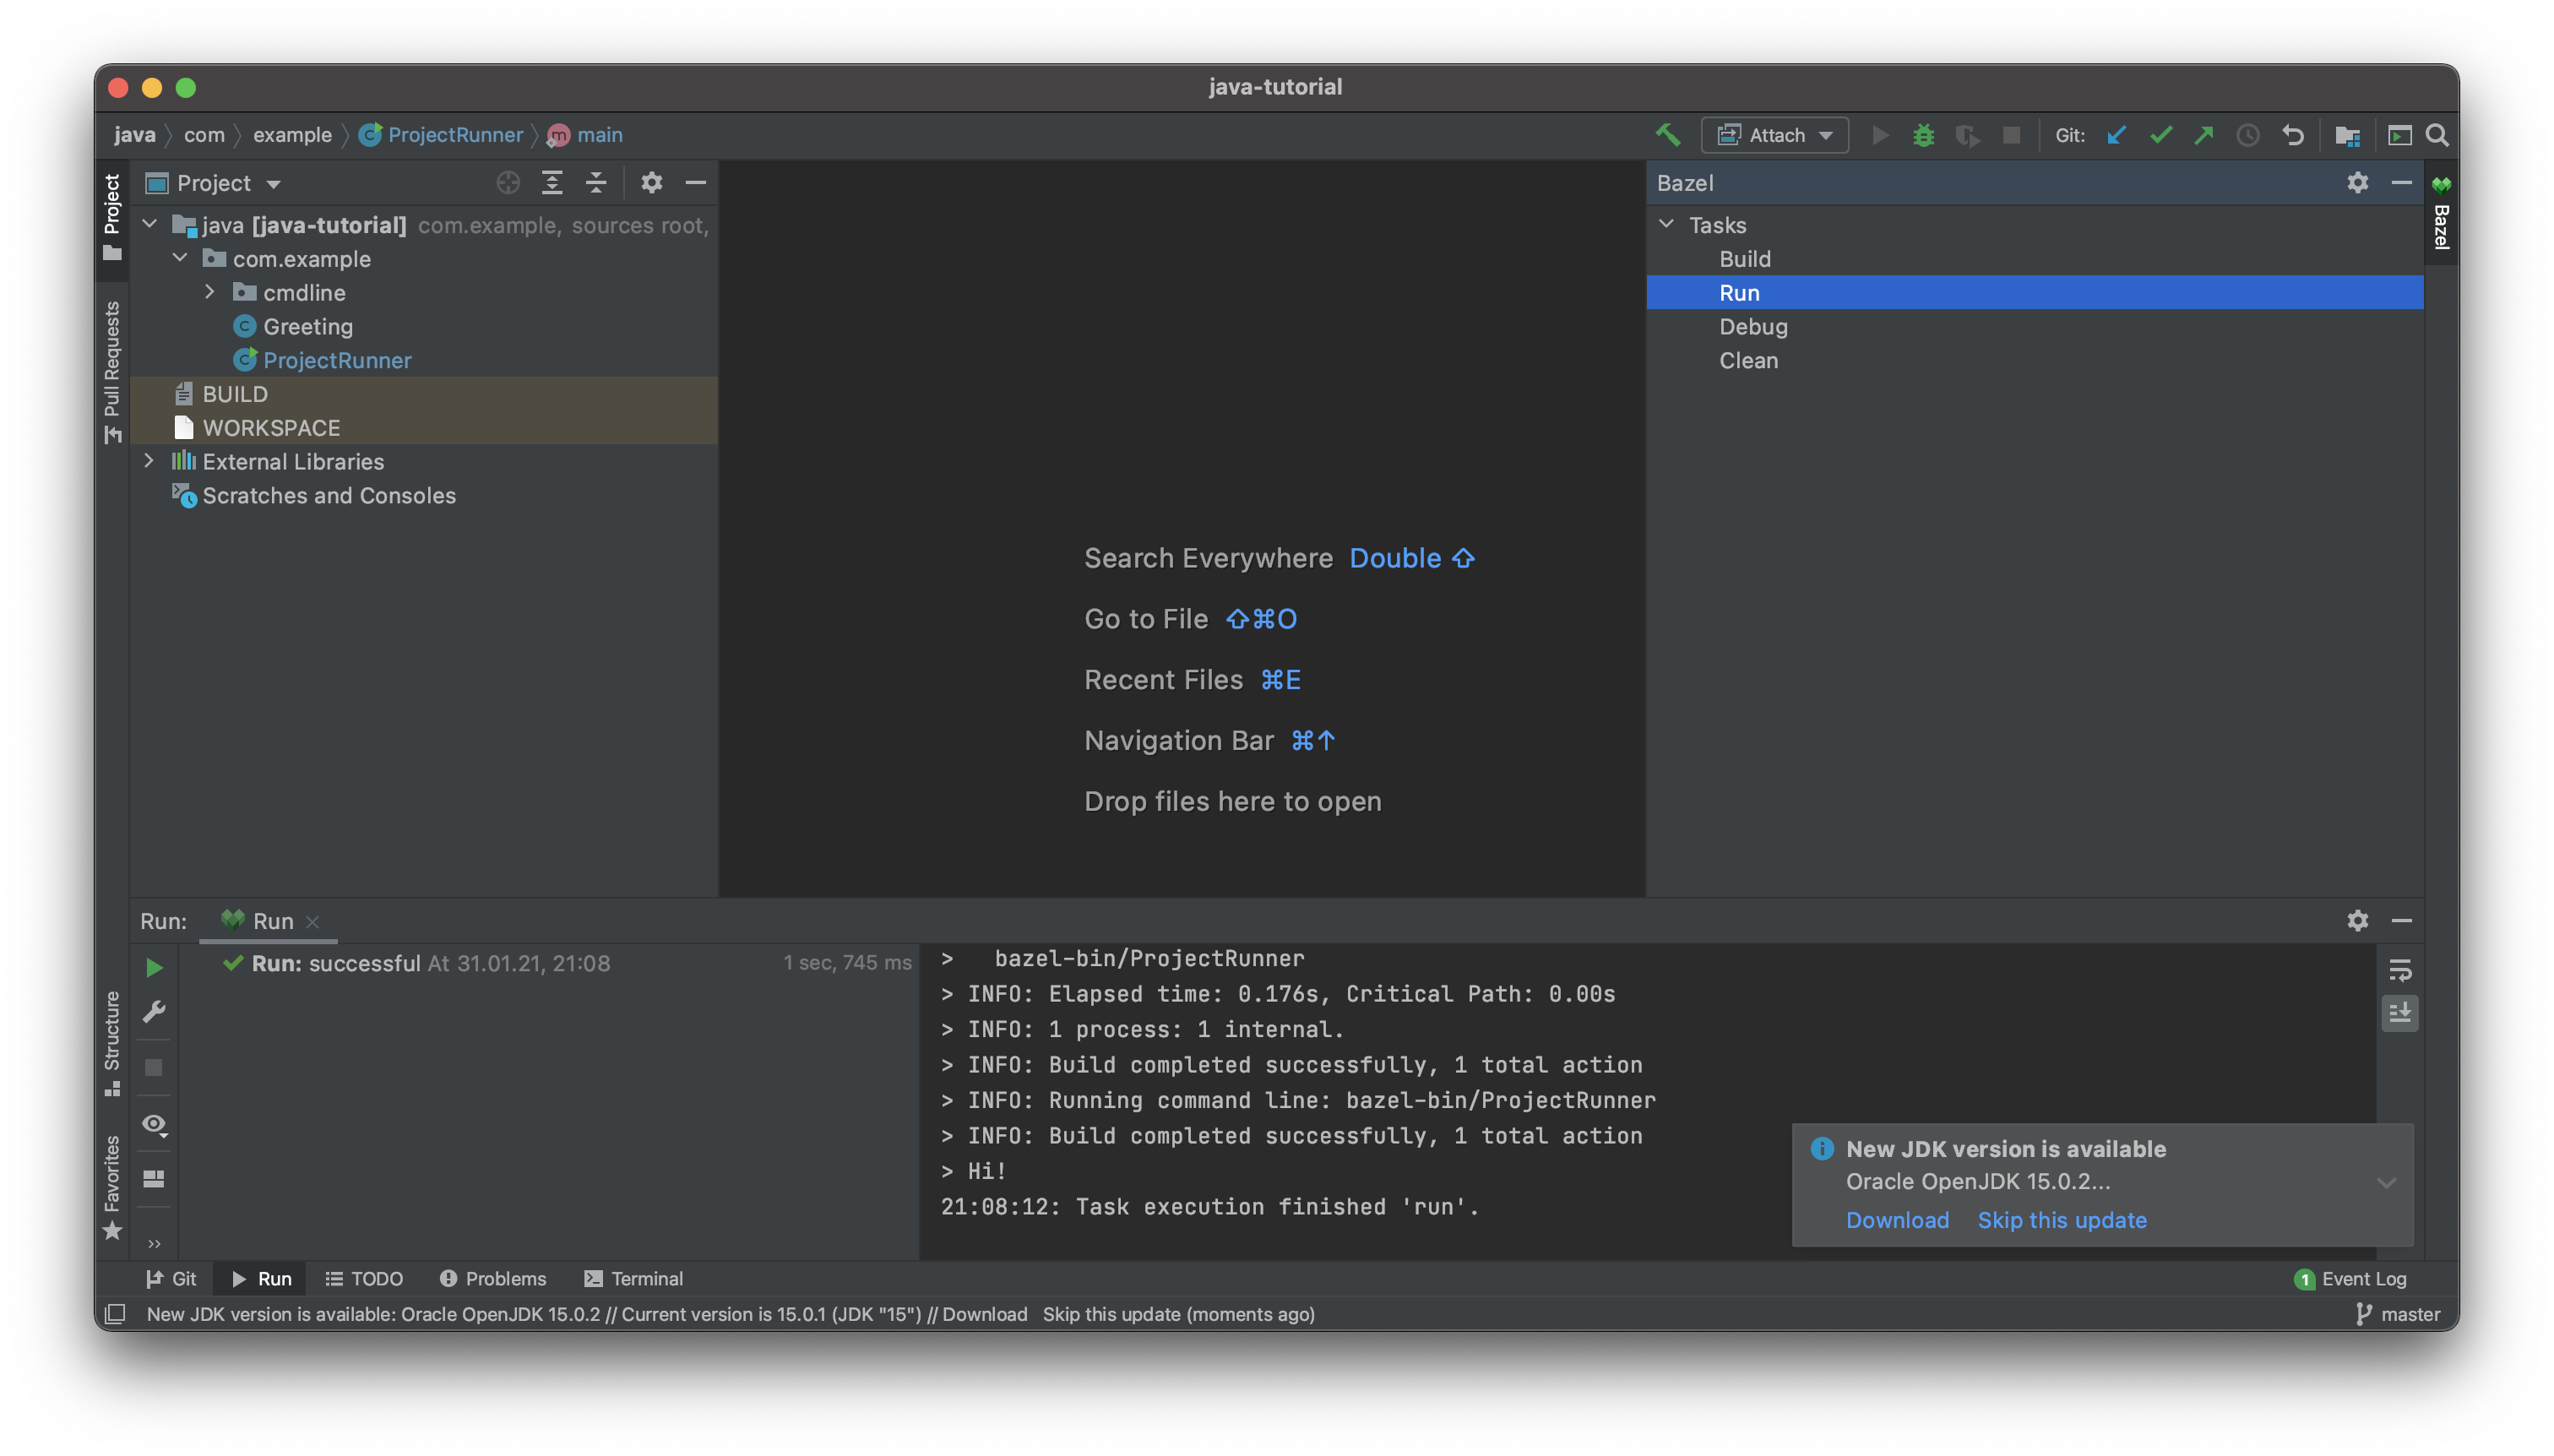 java-tutorial
java com example ProjectRunner main
Attach
Git:
Project
Pull Requests
Structure
Favorites
Project
java [java-tutorial] com.example, sources root,
com.example
cmdline
Greeting
ProjectRunner
BUILD
WORKSPACE
External Libraries
Scratches and Consoles
Search Everywhere Double ⇧
Go to File ⇧⌘O
Recent Files ⌘E
Navigation Bar ⌘↑
Drop files here to open
Bazel
Tasks
Build
Run
Debug
Clean
Bazel
Run: Run
Run: successful At 31.01.21, 21:08 1 sec, 745 ms
> bazel-bin/ProjectRunner
> INFO: Elapsed time: 0.176s, Critical Path: 0.00s
> INFO: 1 process: 1 internal.
> INFO: Build completed successfully, 1 total action
> INFO: Running command line: bazel-bin/ProjectRunner
> INFO: Build completed successfully, 1 total action
> Hi!
21:08:12: Task execution finished 'run'.
New JDK version is available
Oracle OpenJDK 15.0.2...
Download Skip this update
Git Run TODO Problems Terminal 1 Event Log
New JDK version is available: Oracle OpenJDK 15.0.2 // Current version is 15.0.1 (JDK "15") // Download Skip this update (moments ago) master